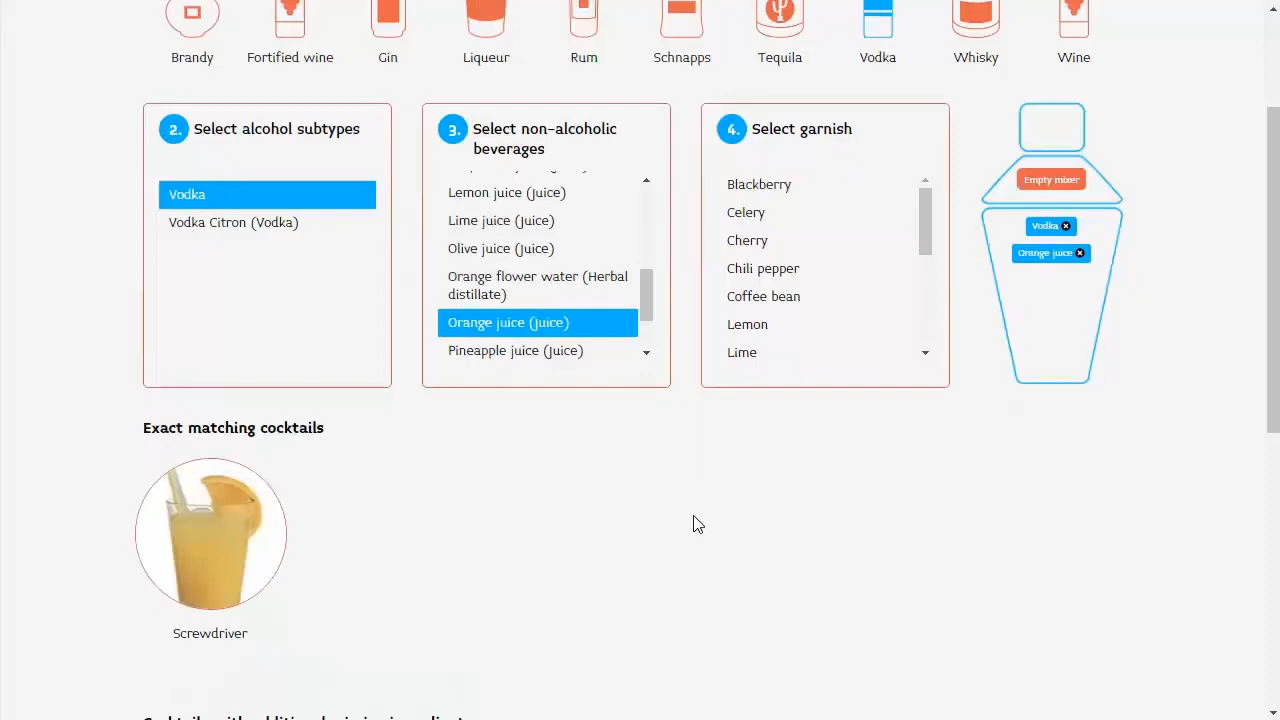 Brandy
Fortified wine
Gin
Liqueur
Rum
Schnapps
Tequila
Vodka
Whisky
Wine
2. Select alcohol subtypes
Vodka
Vodka Citron (Vodka)
3. Select non-alcoholic
beverages
Lemon juice (Juice)
Lime juice (Juice)
Olive juice (Juice)
Orange flower water (Herbal
distillate)
Orange juice (Juice)
Pineapple juice (Juice)
4. Select garnish
Blackberry
Celery
Cherry
Chili pepper
Coffee bean
Lemon
Lime
Empty mixer
Vodka
Orange juice
Exact matching cocktails
Screwdriver